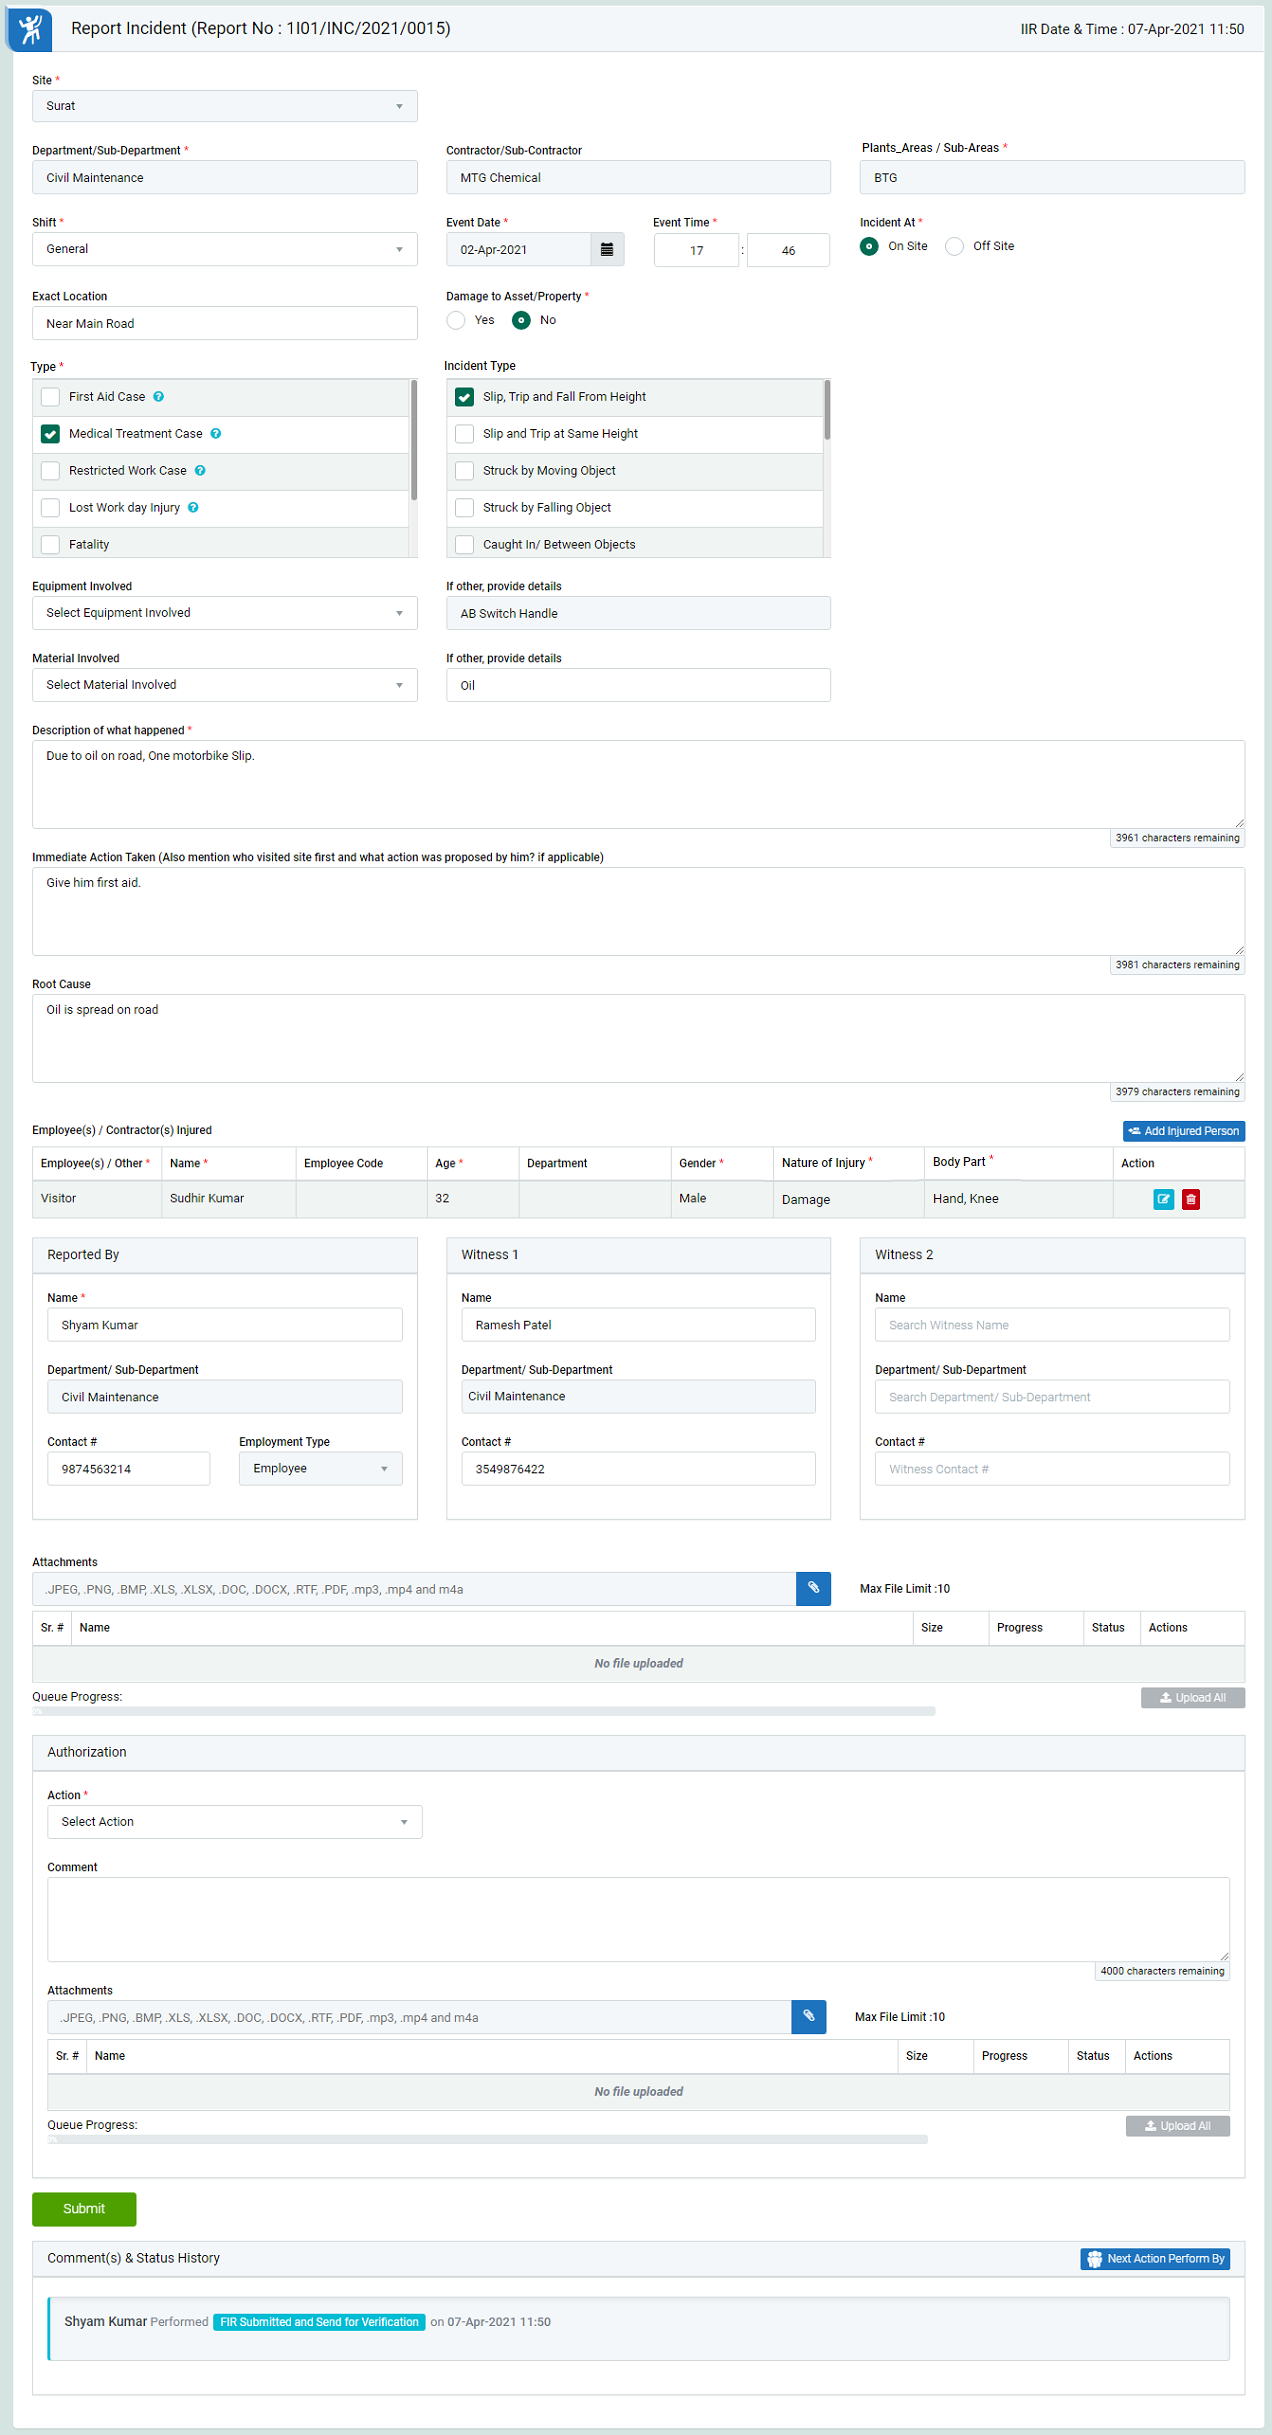 Report Incident (Report No : 1I01/INC/2021/0015)
IIR Date & Time : 07-Apr-2021 11:50
Site *
Surat
Department/Sub-Department *
Contractor/Sub-Contractor
Plants_Areas / Sub-Areas *
Civil Maintenance
MTG Chemical
BTG
Shift *
Event Date *
Event Time *
Incident At *
General
02-Apr-2021
17 : 46
On Site
Off Site
Exact Location
Damage to Asset/Property *
Near Main Road
Yes
No
Type *
Incident Type
First Aid Case
Slip, Trip and Fall From Height
Medical Treatment Case
Slip and Trip at Same Height
Restricted Work Case
Struck by Moving Object
Lost Work day Injury
Struck by Falling Object
Fatality
Caught In/ Between Objects
Equipment Involved
If other, provide details
Select Equipment Involved
AB Switch Handle
Material Involved
If other, provide details
Select Material Involved
Oil
Description of what happened *
Due to oil on road, One motorbike Slip.
3961 characters remaining
Immediate Action Taken (Also mention who visited site first and what action was proposed by him? if applicable)
Give him first aid.
3981 characters remaining
Root Cause
Oil is spread on road
3979 characters remaining
Employee(s) / Contractor(s) Injured
Add Injured Person
Employee(s) / Other * Name * Employee Code Age * Department Gender * Nature of Injury * Body Part * Action
Visitor Sudhir Kumar 32 Male Damage Hand, Knee
Reported By
Witness 1
Witness 2
Name *
Name
Name
Shyam Kumar
Ramesh Patel
Search Witness Name
Department/ Sub-Department
Department/ Sub-Department
Department/ Sub-Department
Civil Maintenance
Civil Maintenance
Search Department/ Sub-Department
Contact #
Employment Type
Contact #
Contact #
9874563214
Employee
3549876422
Witness Contact #
Attachments
.JPEG, .PNG, .BMP, .XLS, .XLSX, .DOC, .DOCX, .RTF, .PDF, .mp3, .mp4 and m4a
Max File Limit :10
Sr. # Name Size Progress Status Actions
No file uploaded
Queue Progress:
Upload All
Authorization
Action *
Select Action
Comment
4000 characters remaining
Attachments
.JPEG, .PNG, .BMP, .XLS, .XLSX, .DOC, .DOCX, .RTF, .PDF, .mp3, .mp4 and m4a
Max File Limit :10
Sr. # Name Size Progress Status Actions
No file uploaded
Queue Progress:
Upload All
Submit
Comment(s) & Status History
Next Action Perform By
Shyam Kumar Performed FIR Submitted and Send for Verification on 07-Apr-2021 11:50